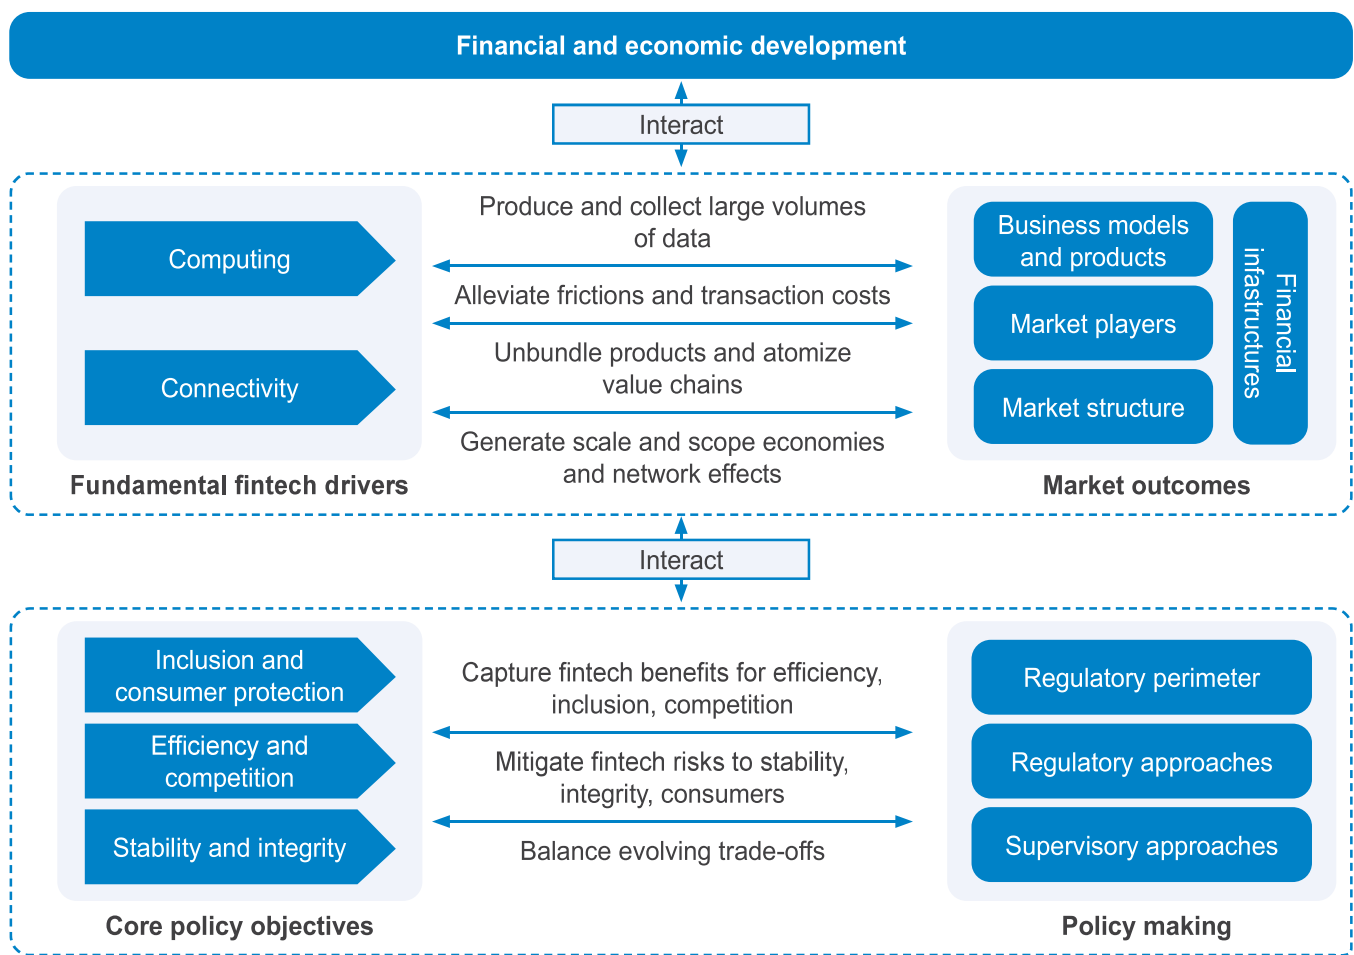 Financial and economic development
Interact
Computing
Connectivity
Fundamental fintech drivers
Produce and collect large volumes
of data
Alleviate frictions and transaction costs
Unbundle products and atomize
value chains
Generate scale and scope economies
and network effects
Business models
and products
Market players
Market structure
Financial
infastructures
Market outcomes
Interact
Inclusion and
consumer protection
Efficiency and
competition
Stability and integrity
Core policy objectives
Capture fintech benefits for efficiency,
inclusion, competition
Mitigate fintech risks to stability,
integrity, consumers
Balance evolving trade-offs
Regulatory perimeter
Regulatory approaches
Supervisory approaches
Policy making